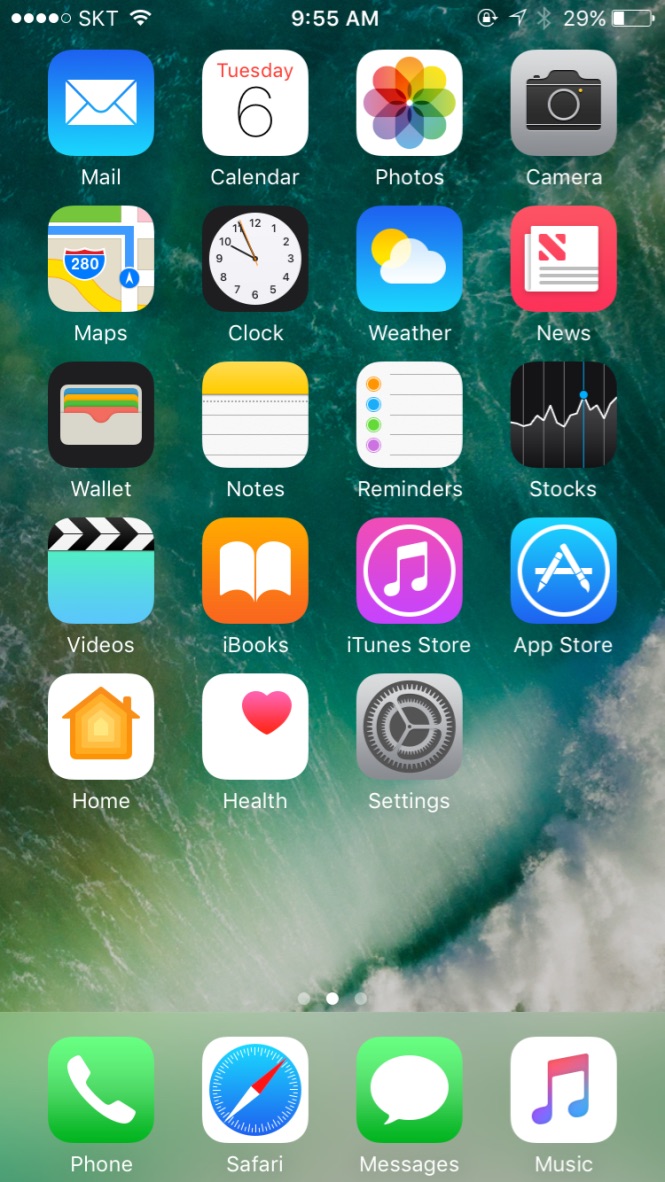 SKT 9:55 AM 29%
Tuesday
6
Mail Calendar Photos Camera
280
12
11 1
10 2
9 3
8 4
7 5
6
Maps Clock Weather News
Wallet Notes Reminders Stocks
Videos iBooks iTunes Store App Store
Home Health Settings
Phone Safari Messages Music